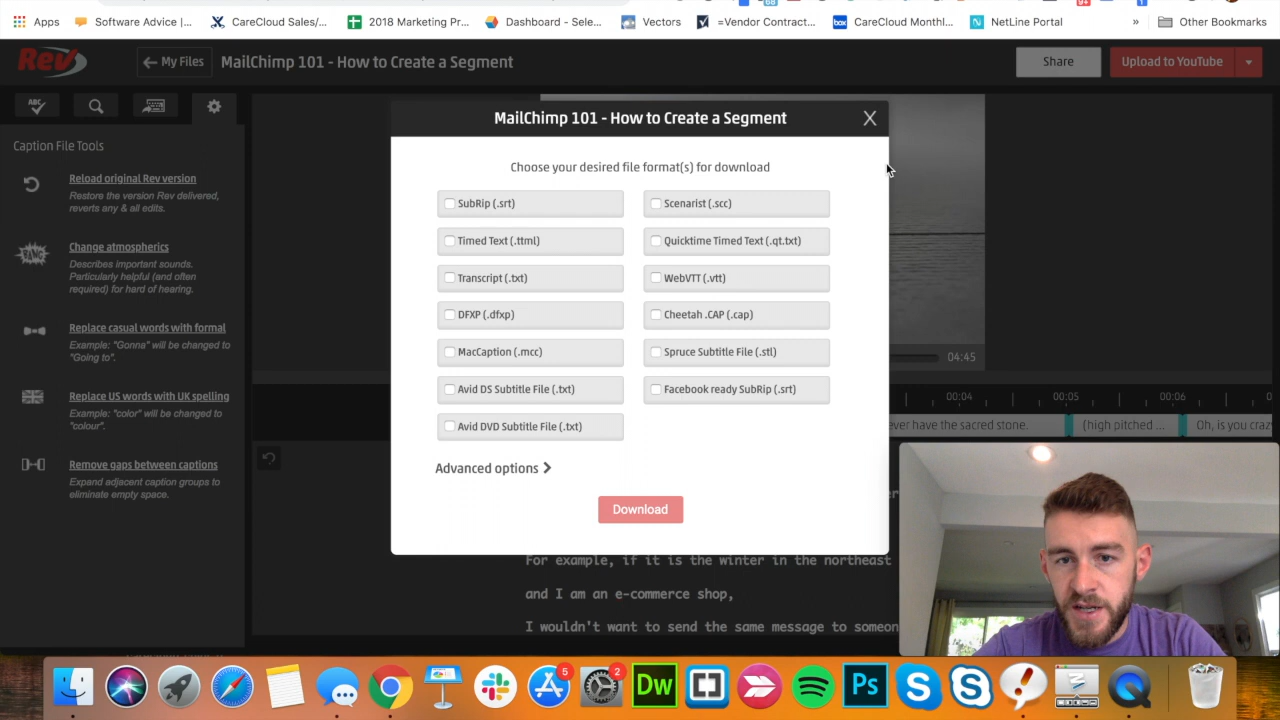 Apps
Software Advice |...
CareCloud Sales/...
2018 Marketing Pr...
Dashboard - Sele...
Vectors
=Vendor Contract...
CareCloud Monthl...
NetLine Portal
»
Other Bookmarks
Rev
My Files
MailChimp 101 - How to Create a Segment
Share
Upload to YouTube
ABC
Caption File Tools
Reload original Rev version
Restore the version Rev delivered,
reverts any & all edits.
Change atmospherics
Describes important sounds.
Particularly helpful (and often
required) for hard of hearing.
Replace casual words with formal
Example: "Gonna" will be changed to
"Going to".
Replace US words with UK spelling
Example: "color" will be changed to
"colour".
Remove gaps between captions
Expand adjacent caption groups to
eliminate empty space.
MailChimp 101 - How to Create a Segment
X
Choose your desired file format(s) for download
SubRip (.srt)
Scenarist (.scc)
Timed Text (.ttml)
Quicktime Timed Text (.qt.txt)
Transcript (.txt)
WebVTT (.vtt)
DFXP (.dfxp)
Cheetah .CAP (.cap)
MacCaption (.mcc)
Spruce Subtitle File (.stl)
Avid DS Subtitle File (.txt)
Facebook ready SubRip (.srt)
Avid DVD Subtitle File (.txt)
Advanced options
Download
04:45
00:04
00:05
00:06
ever have the sacred stone.
(high pitched ...
Oh, is you craz
For example, if it is the winter in the northeast
and I am an e-commerce shop,
I wouldn't want to send the same message to someon
5
2
Dw
Ps